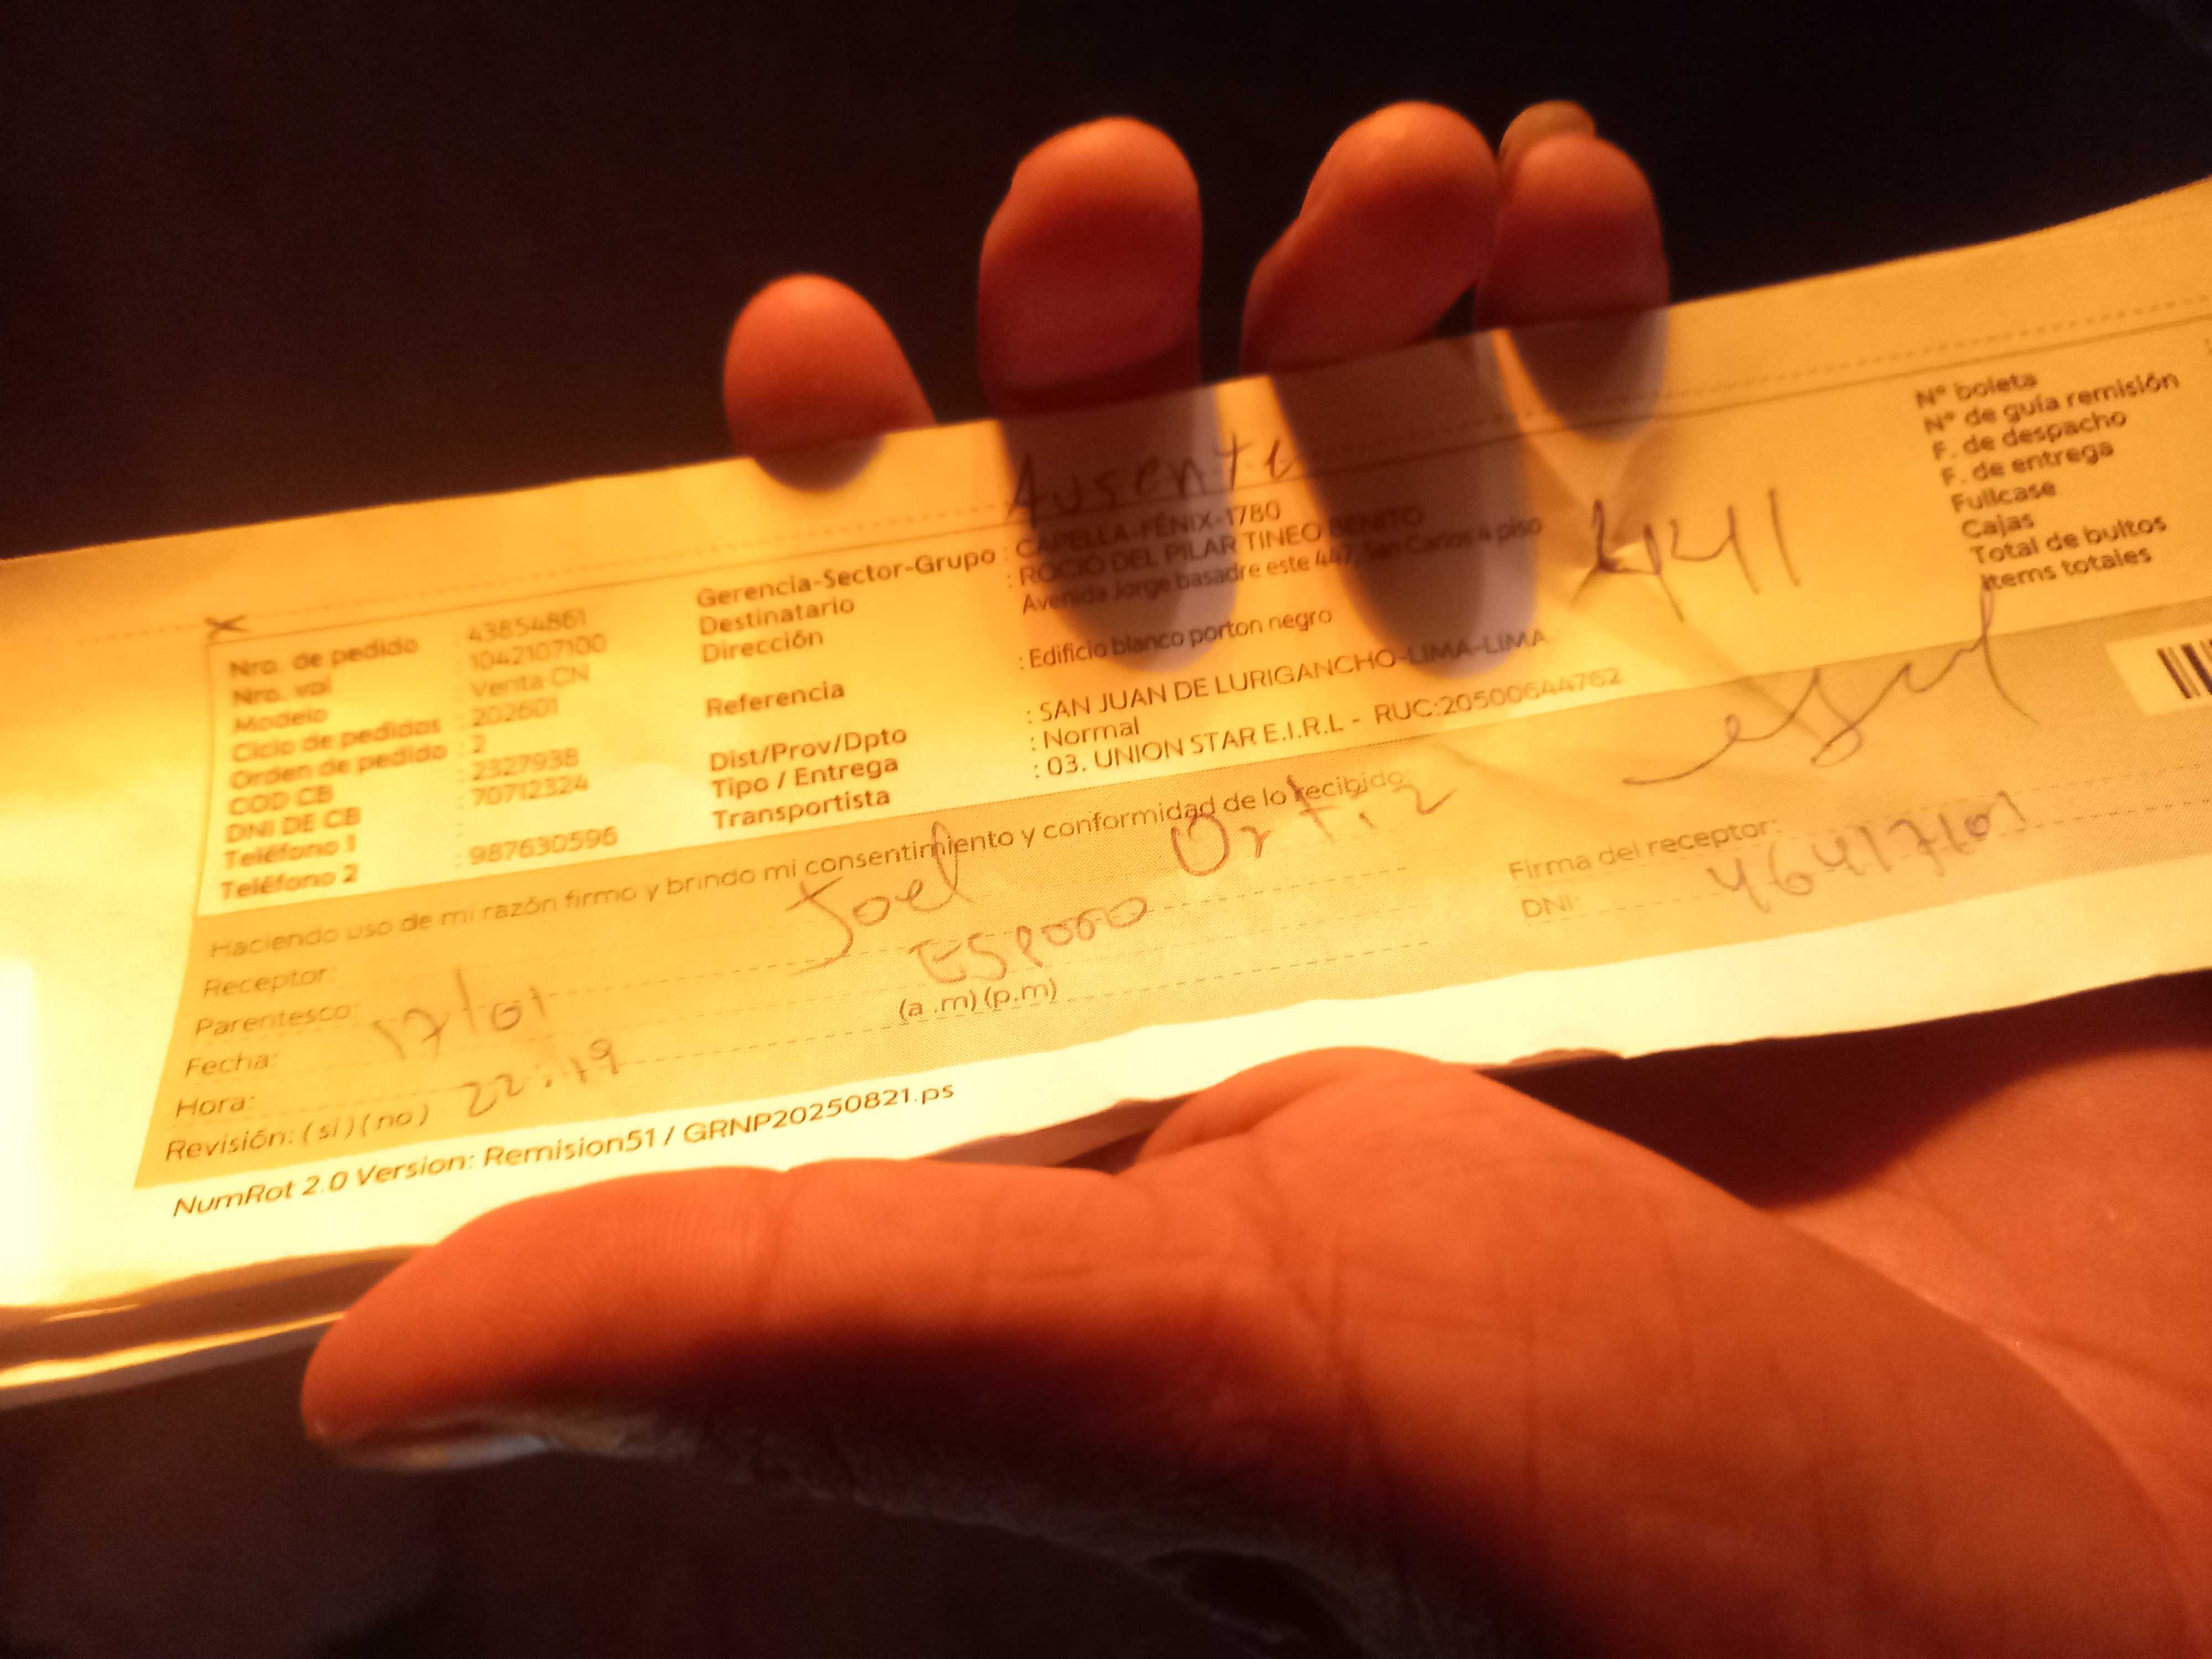 Ausente
Nro. de pedido : 43854861
Nro. vol : 1042107100
Modelo : Venta CN
Ciclo de pedidos : 202601
Orden de pedido : 2
COD CB : 2327938
DNI DE CB : 70712324
Teléfono 1 :
Teléfono 2 : 987630596
Gerencia-Sector-Grupo : CAPELLA-FÉNIX-1780
Destinatario : ROCIO DEL PILAR TINEO BENITO
Dirección Avenida Jorge basadre este 447, San Carlos 4 piso
Referencia : Edificio blanco porton negro
Dist/Prov/Dpto : SAN JUAN DE LURIGANCHO-LIMA-LIMA
Tipo / Entrega : Normal
Transportista : 03. UNION STAR E.I.R.L - RUC:20500644762
N° boleta
N° de guía remisión
F. de despacho
F. de entrega
Fullcase
Cajas
Total de bultos
Items totales
Haciendo uso de mi razón firmo y brindo mi consentimiento y conformidad de lo recibido:
Receptor: Joel Ortiz
Parentesco: Esposo
Fecha: 17/01
Hora: 22:19 (a .m) (p.m)
Revisión: ( si ) ( no )
Firma del receptor:
DNI:
NumRot 2.0 Version: Remision51 / GRNP20250821.ps